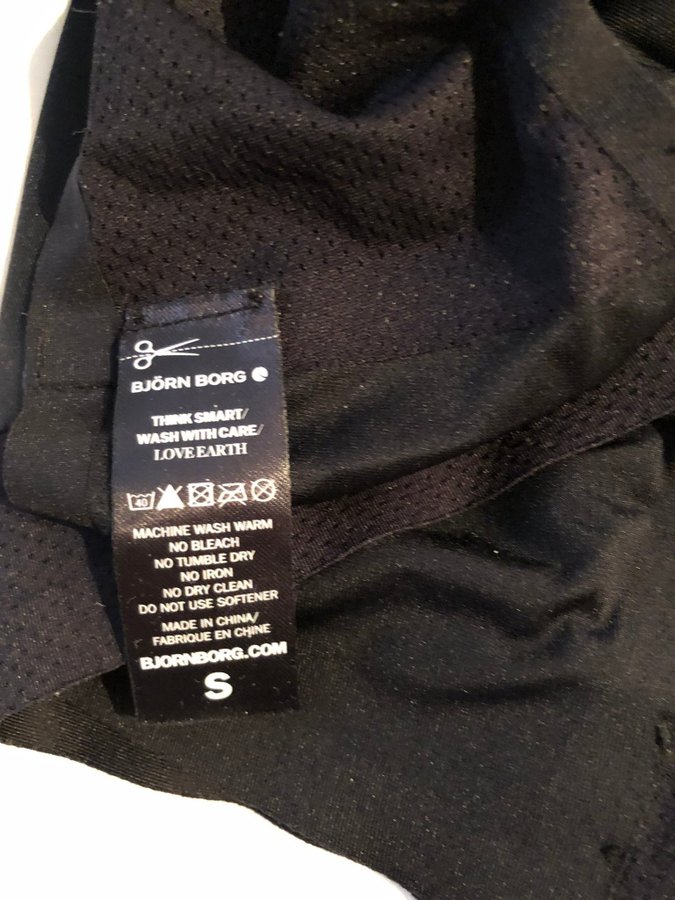 BJÖRN BORG
THINK SMART/
WASH WITH CARE/
LOVE EARTH
40
MACHINE WASH WARM
NO BLEACH
NO TUMBLE DRY
NO IRON
NO DRY CLEAN
DO NOT USE SOFTENER
MADE IN CHINA/
FABRIQUE EN CHINE
BJORNBORG.COM
S